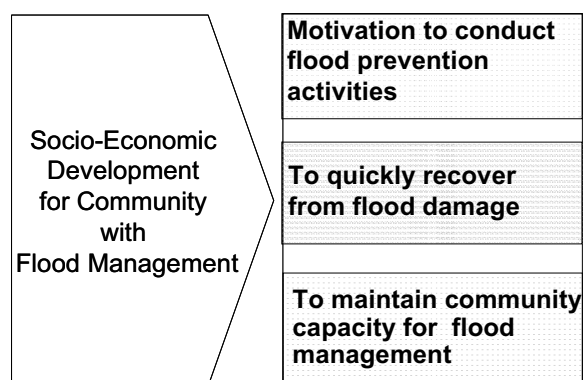 Socio-Economic
Development
for Community
with
Flood Management
Motivation to conduct
flood prevention
activities
To quickly recover
from flood damage
To maintain community
capacity for flood
management